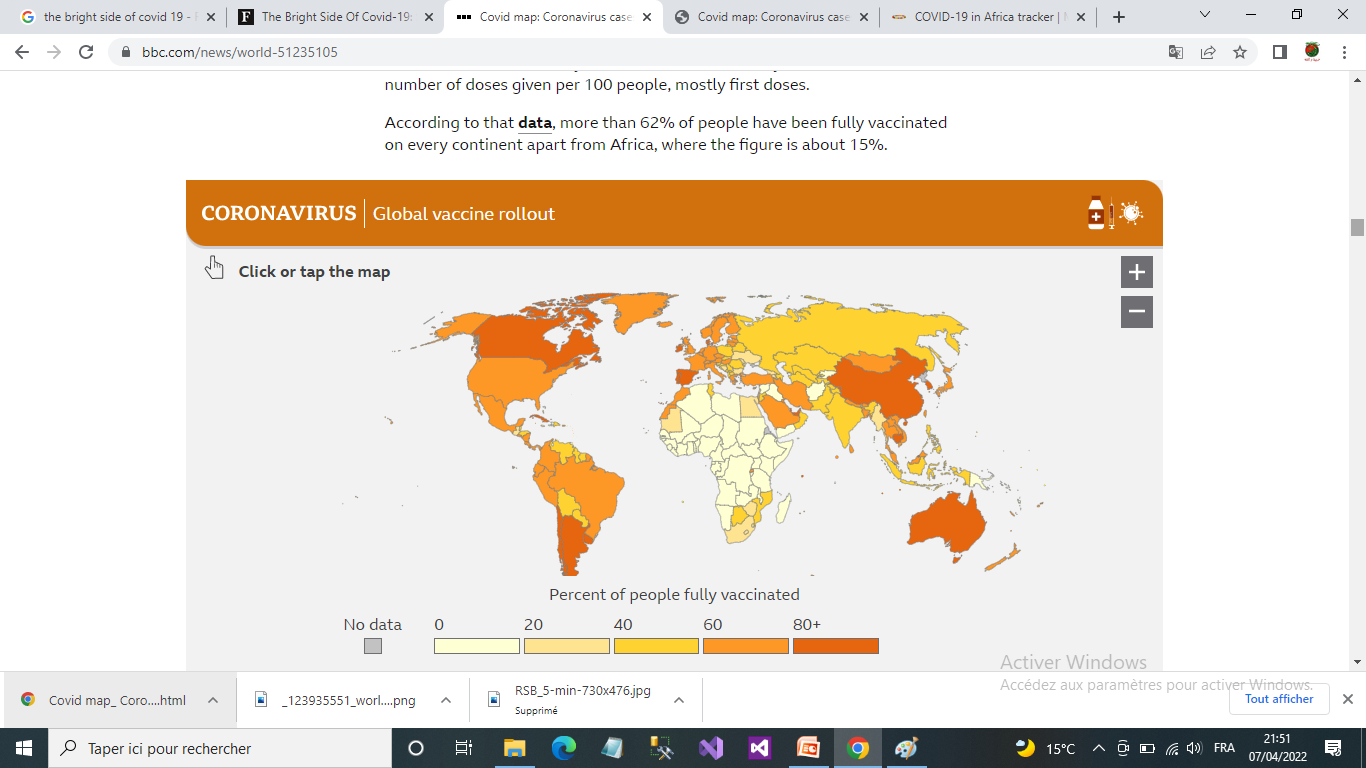 the bright side of covid 19 -
The Bright Side Of Covid-19:
Covid map: Coronavirus case
Covid map: Coronavirus case
COVID-19 in Africa tracker |
bbc.com/news/world-51235105
number of doses given per 100 people, mostly first doses.
According to that data, more than 62% of people have been fully vaccinated
on every continent apart from Africa, where the figure is about 15%.
CORONAVIRUS Global vaccine rollout
Click or tap the map
+
−
Percent of people fully vaccinated
No data 0 20 40 60 80+
Activer Windows
Accédez aux paramètres pour activer Windows.
Covid map_ Coro....html
_123935551_worl....png
RSB_5-min-730x476.jpg
Supprimé
Tout afficher
Taper ici pour rechercher
15°C
FRA
21:51
07/04/2022